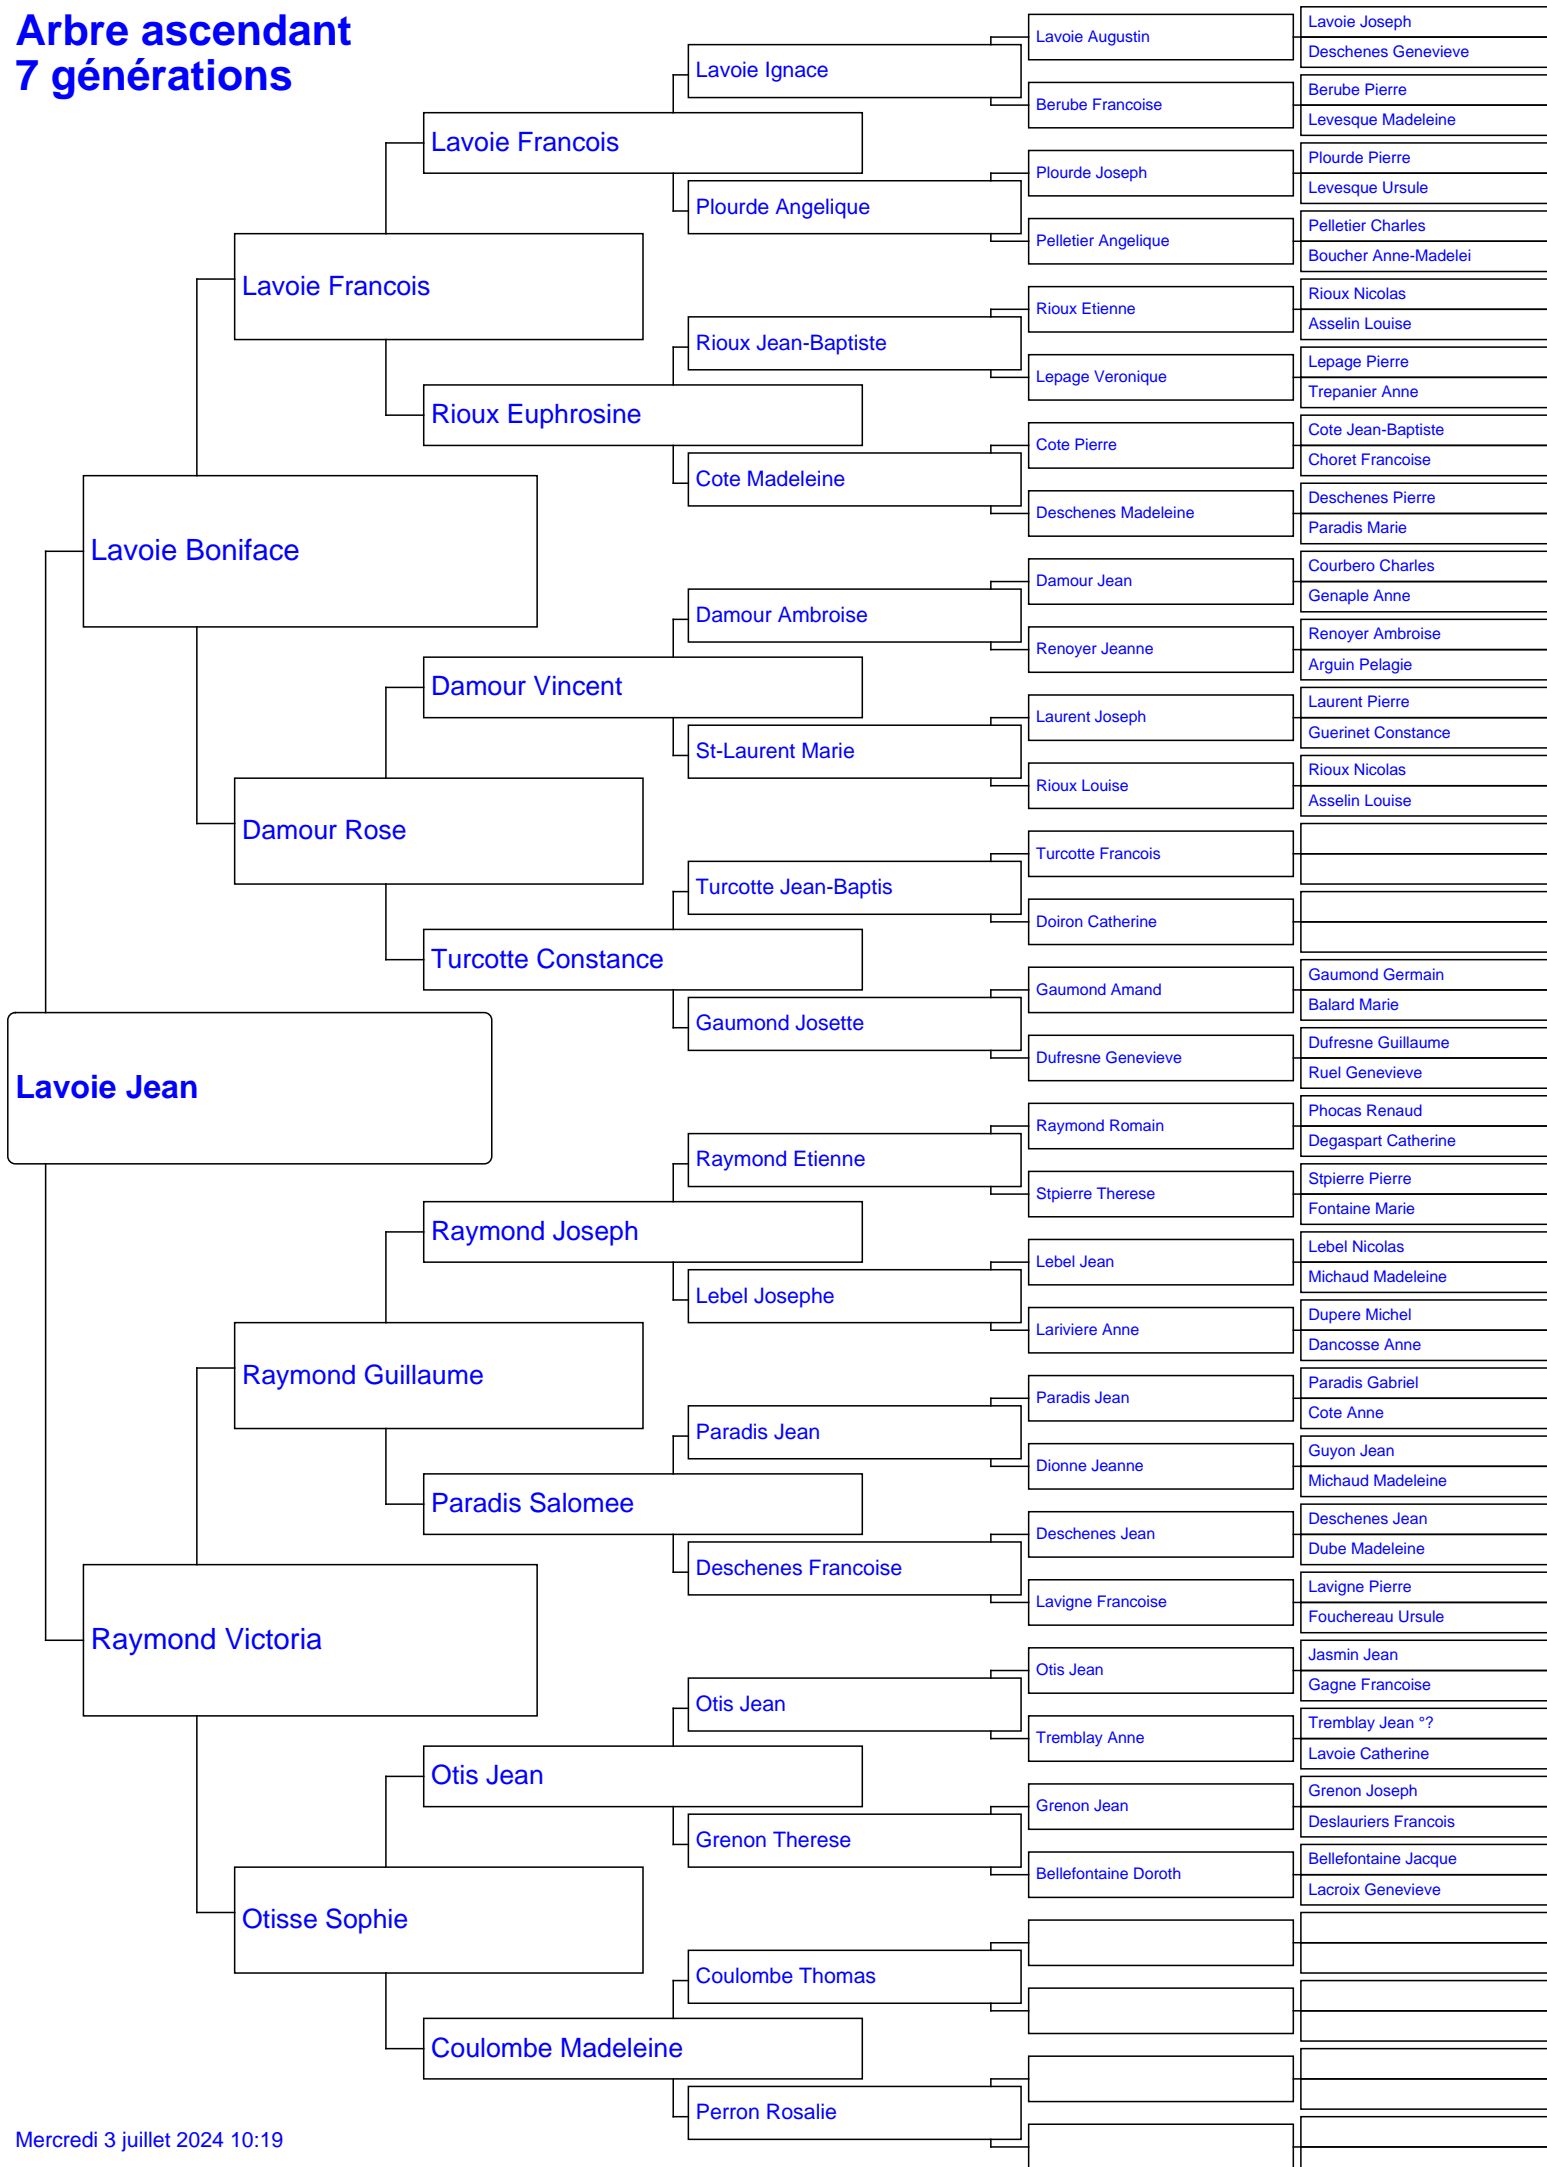 Arbre ascendant
7 générations
Lavoie Jean
Lavoie Boniface
Raymond Victoria
Lavoie Francois
Damour Rose
Raymond Guillaume
Otisse Sophie
Lavoie Francois
Rioux Euphrosine
Damour Vincent
Turcotte Constance
Raymond Joseph
Paradis Salomee
Otis Jean
Coulombe Madeleine
Lavoie Ignace
Plourde Angelique
Rioux Jean-Baptiste
Cote Madeleine
Damour Ambroise
St-Laurent Marie
Turcotte Jean-Baptis
Gaumond Josette
Raymond Etienne
Lebel Josephe
Paradis Jean
Deschenes Francoise
Otis Jean
Grenon Therese
Coulombe Thomas
Perron Rosalie
Lavoie Augustin
Berube Francoise
Plourde Joseph
Pelletier Angelique
Rioux Etienne
Lepage Veronique
Cote Pierre
Deschenes Madeleine
Damour Jean
Renoyer Jeanne
Laurent Joseph
Rioux Louise
Turcotte Francois
Doiron Catherine
Gaumond Amand
Dufresne Genevieve
Raymond Romain
Stpierre Therese
Lebel Jean
Lariviere Anne
Paradis Jean
Dionne Jeanne
Deschenes Jean
Lavigne Francoise
Otis Jean
Tremblay Anne
Grenon Jean
Bellefontaine Doroth
Lavoie Joseph
Deschenes Genevieve
Berube Pierre
Levesque Madeleine
Plourde Pierre
Levesque Ursule
Pelletier Charles
Boucher Anne-Madelei
Rioux Nicolas
Asselin Louise
Lepage Pierre
Trepanier Anne
Cote Jean-Baptiste
Choret Francoise
Deschenes Pierre
Paradis Marie
Courbero Charles
Genaple Anne
Renoyer Ambroise
Arguin Pelagie
Laurent Pierre
Guerinet Constance
Rioux Nicolas
Asselin Louise
Gaumond Germain
Balard Marie
Dufresne Guillaume
Ruel Genevieve
Phocas Renaud
Degaspart Catherine
Stpierre Pierre
Fontaine Marie
Lebel Nicolas
Michaud Madeleine
Dupere Michel
Dancosse Anne
Paradis Gabriel
Cote Anne
Guyon Jean
Michaud Madeleine
Deschenes Jean
Dube Madeleine
Lavigne Pierre
Fouchereau Ursule
Jasmin Jean
Gagne Francoise
Tremblay Jean °?
Lavoie Catherine
Grenon Joseph
Deslauriers Francois
Bellefontaine Jacque
Lacroix Genevieve
Mercredi 3 juillet 2024 10:19